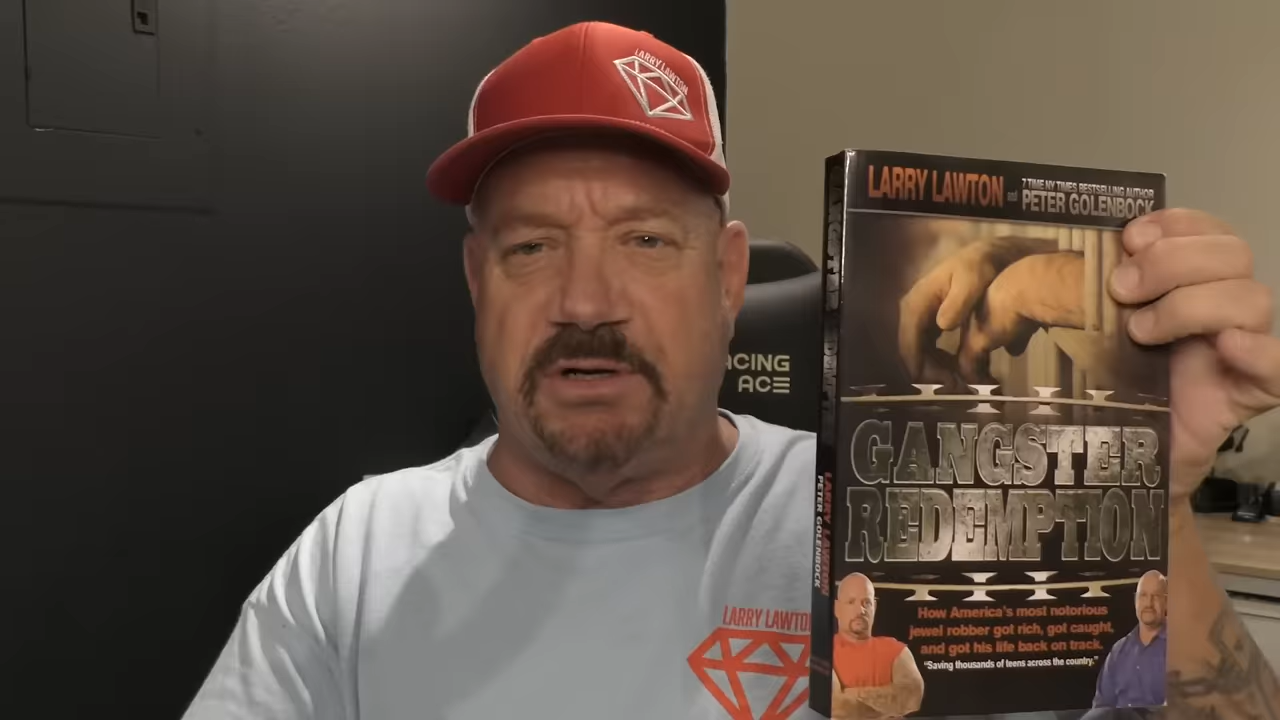 LARRY LAWTON
LARRY LAWTON and 7 TIME NY TIMES BESTSELLING AUTHOR
PETER GOLENBOCK
ACING
ACE
GANGSTER
REDEMPTION
LARRY LAWTON
PETER GOLENBOCK
How America's most notorious
jewel robber got rich, got caught,
and got his life back on track.
"Saving thousands of teens across the country."
LARRY LAWTO